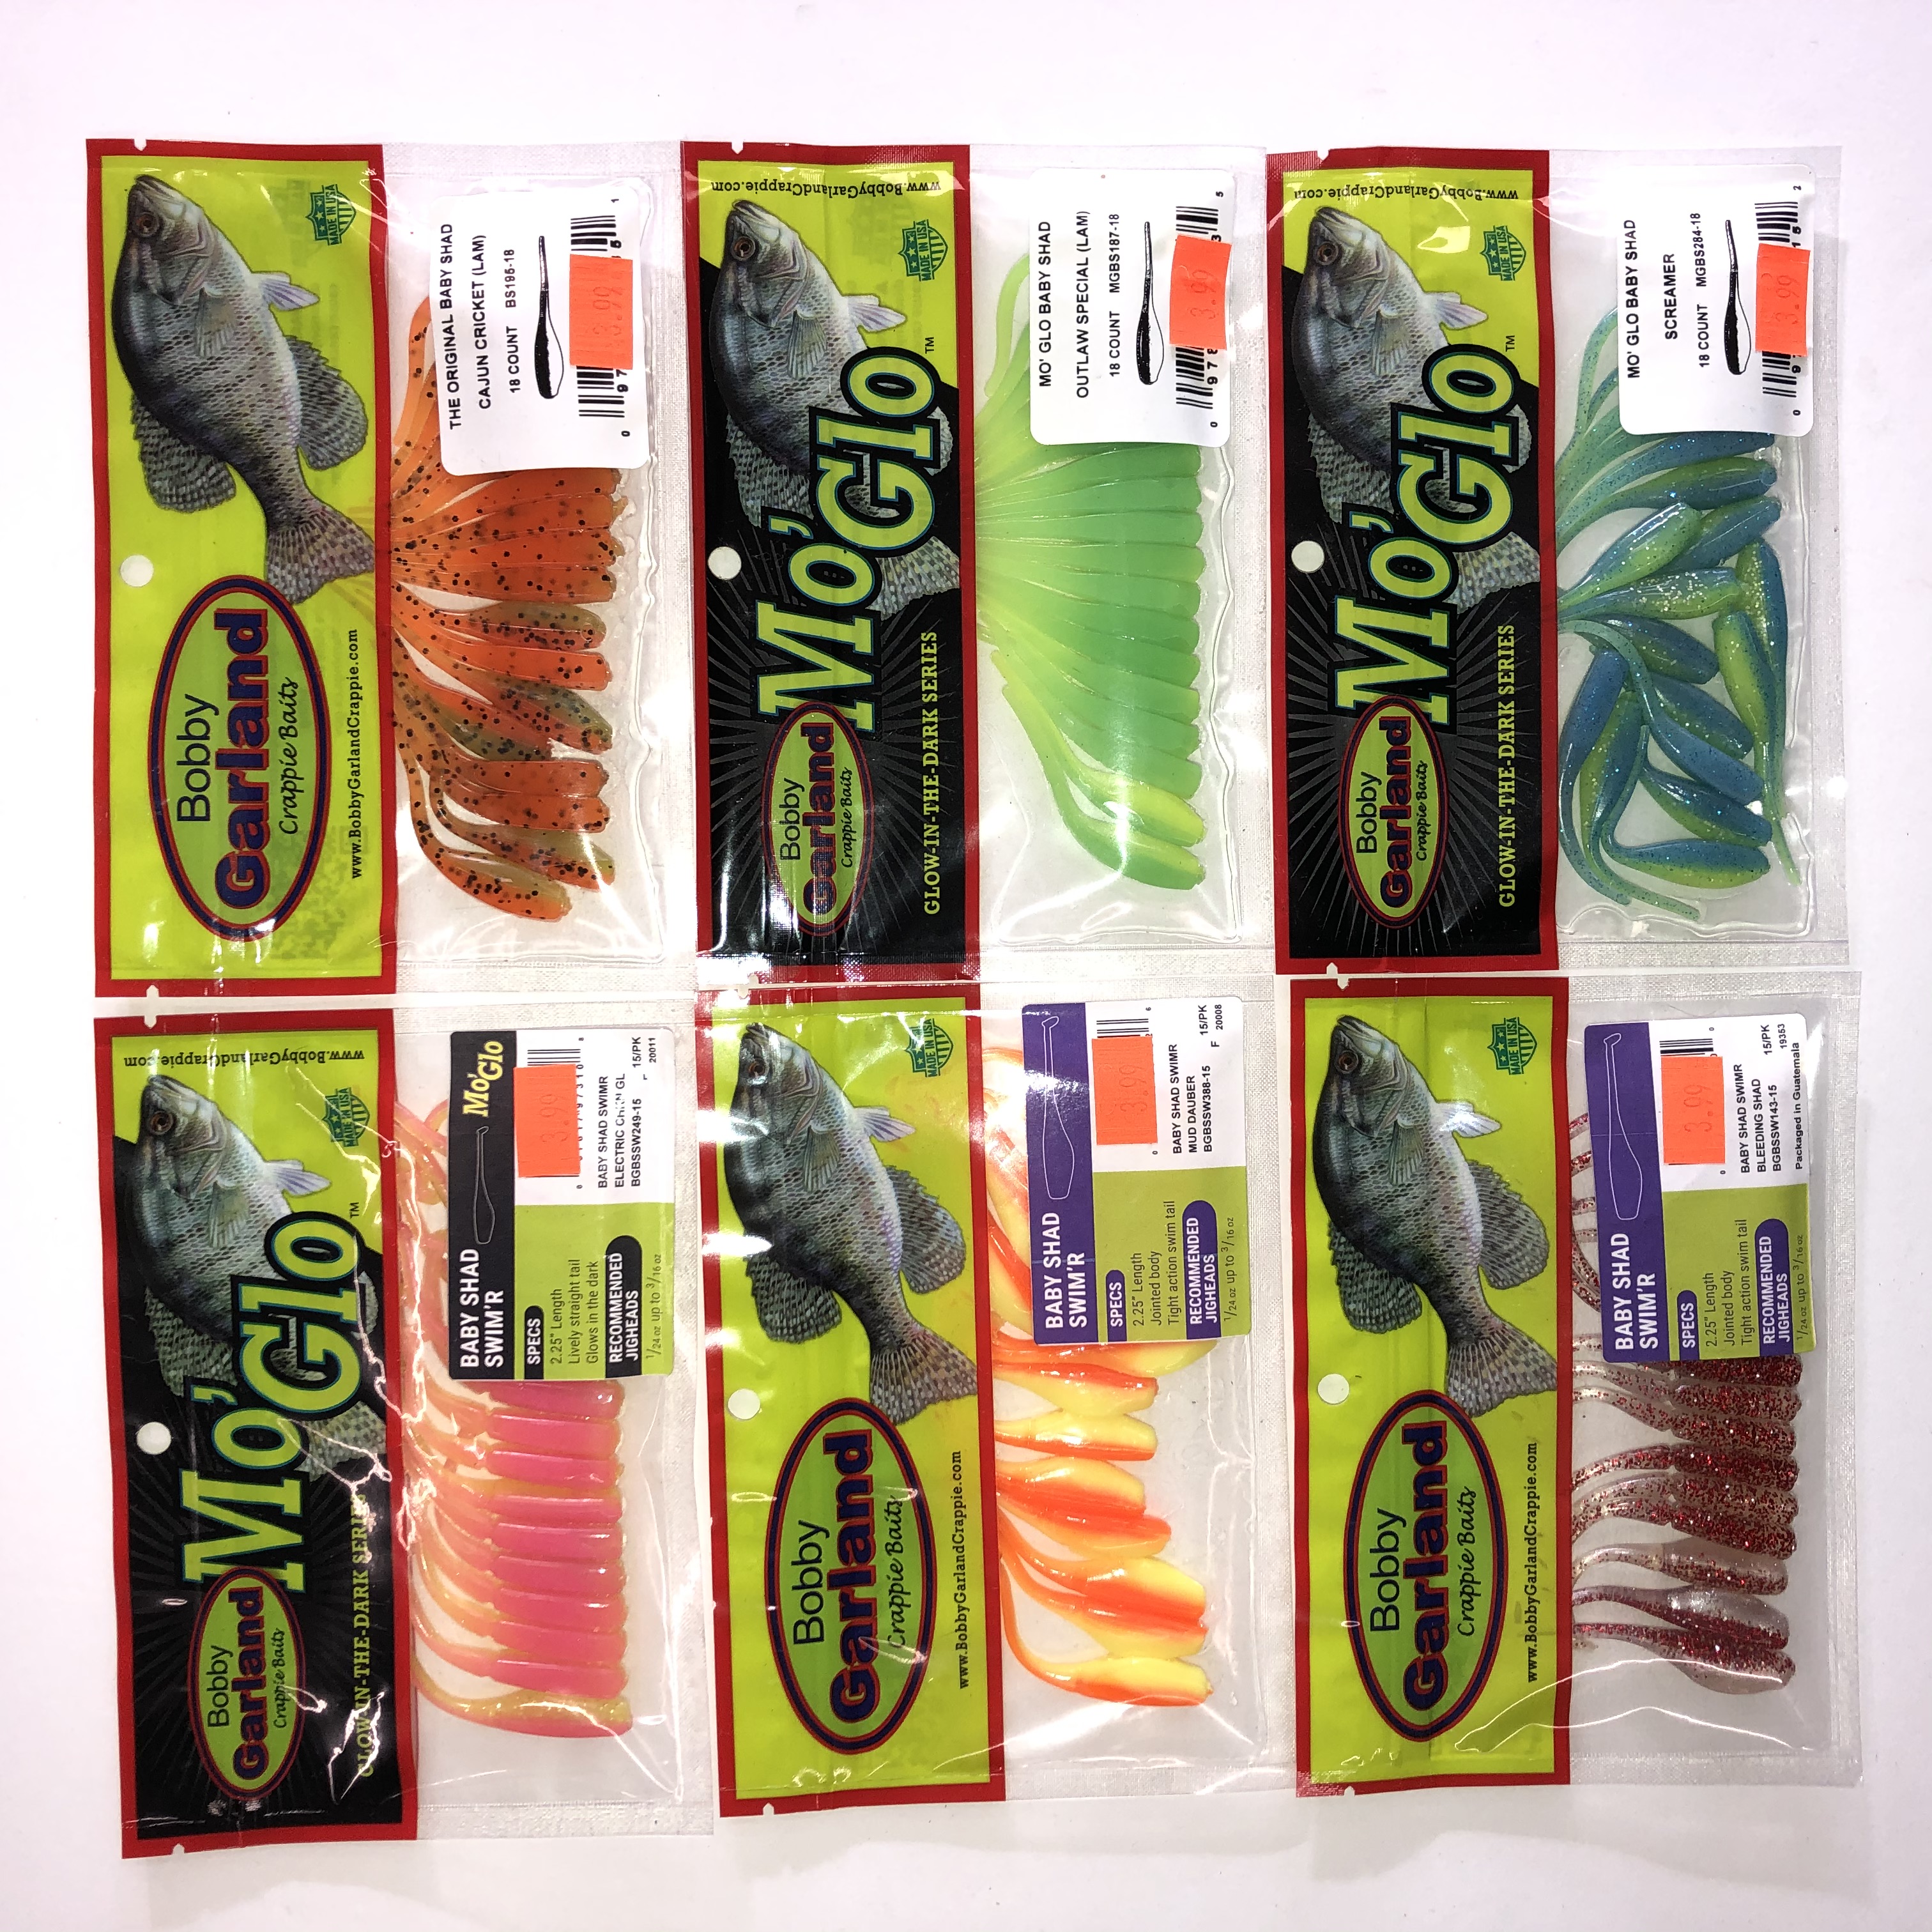 Bobby
Garland
Crappie Baits
Mo'
Glo
TM
GLOW-IN-THE-DARK SERIES
MADE IN USA
www.BobbyGarlandCrappie.com
BABY SHAD
SWIM'R
Mo'Glo
SPECS
2.25" Length
Lively straight tail
Glows in the dark
RECOMMENDED
JIGHEADS
1/24 oz up to 3/16 oz
3.99
BABY SHAD SWIMR
ELECTRIC GL
BGBSSW249-15
15/PK
20011
Bobby
Garland
Crappie Baits
www.BobbyGarlandCrappie.com
MADE IN USA
THE ORIGINAL BABY SHAD
CAJUN CRICKET (LAM)
18 COUNT BS195-18
3.99
Bobby
Garland
Crappie Baits
www.BobbyGarlandCrappie.com
MADE IN USA
BABY SHAD
SWIM'R
SPECS
2.25" Length
Jointed body
Tight action swim tail
RECOMMENDED
JIGHEADS
1/24 oz up to 3/16 oz
3.99
BABY SHAD SWIMR
MUD DAUBER
BGBSSW388-15
15/PK
F 20008
Bobby
Garland
Crappie Baits
Mo'
Glo
TM
GLOW-IN-THE-DARK SERIES
MADE IN USA
www.BobbyGarlandCrappie.com
MO' GLO BABY SHAD
OUTLAW SPECIAL (LAM)
18 COUNT MGBS187-18
3.99
Bobby
Garland
Crappie Baits
www.BobbyGarlandCrappie.com
MADE IN USA
BABY SHAD
SWIM'R
SPECS
2.25" Length
Jointed body
Tight action swim tail
RECOMMENDED
JIGHEADS
1/24 oz up to 3/16 oz
3.99
BABY SHAD SWIMR
BLEEDING SHAD
BGBSSW143-15
15/PK
19353
Packaged in Guatemala
Bobby
Garland
Crappie Baits
Mo'
Glo
TM
GLOW-IN-THE-DARK SERIES
MADE IN USA
www.BobbyGarlandCrappie.com
MO' GLO BABY SHAD
SCREAMER
18 COUNT MGBS284-18
3.99